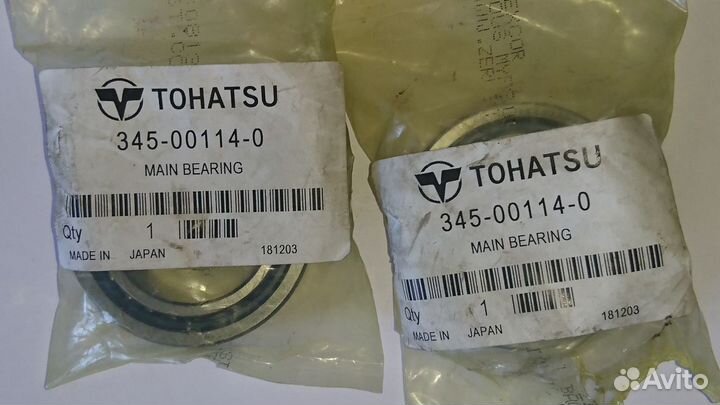 TOHATSU
345-00114-0
MAIN BEARING
Qty 1
MADE IN JAPAN 181203
TOHATSU
345-00114-0
MAIN BEARING
Qty 1
MADE IN JAPAN 181203
Avito